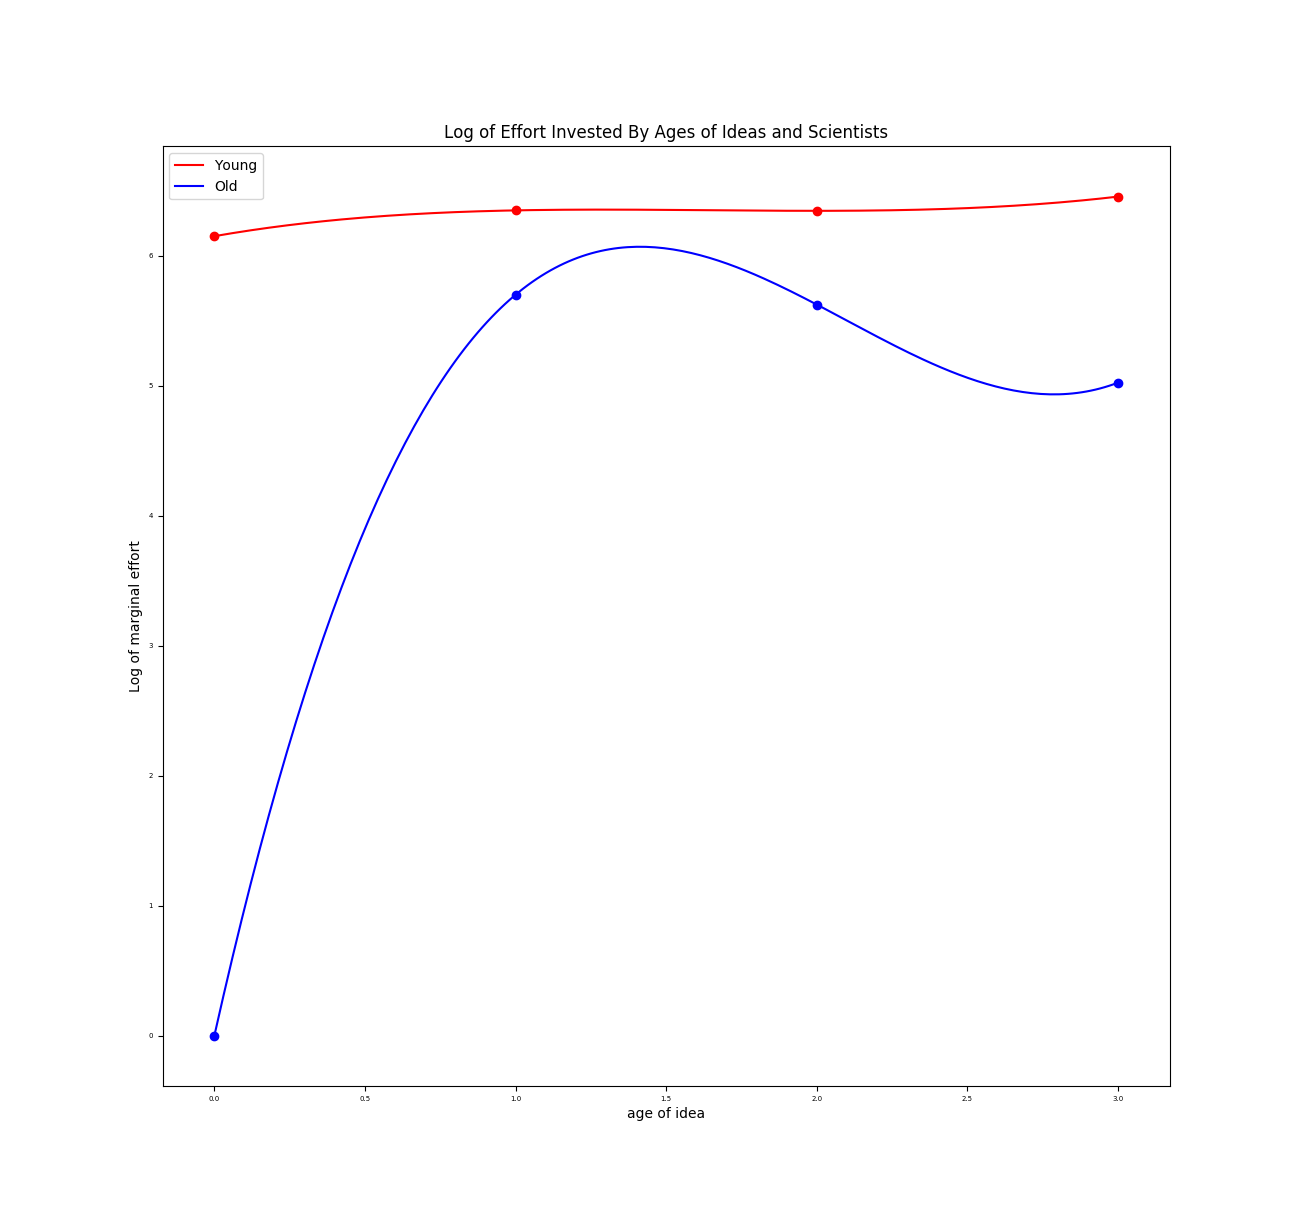 Log of Effort Invested By Ages of Ideas and Scientists
Young
Old
6
5
4
3
2
1
0
Log of marginal effort
0.0 0.5 1.0 1.5 2.0 2.5 3.0
age of idea